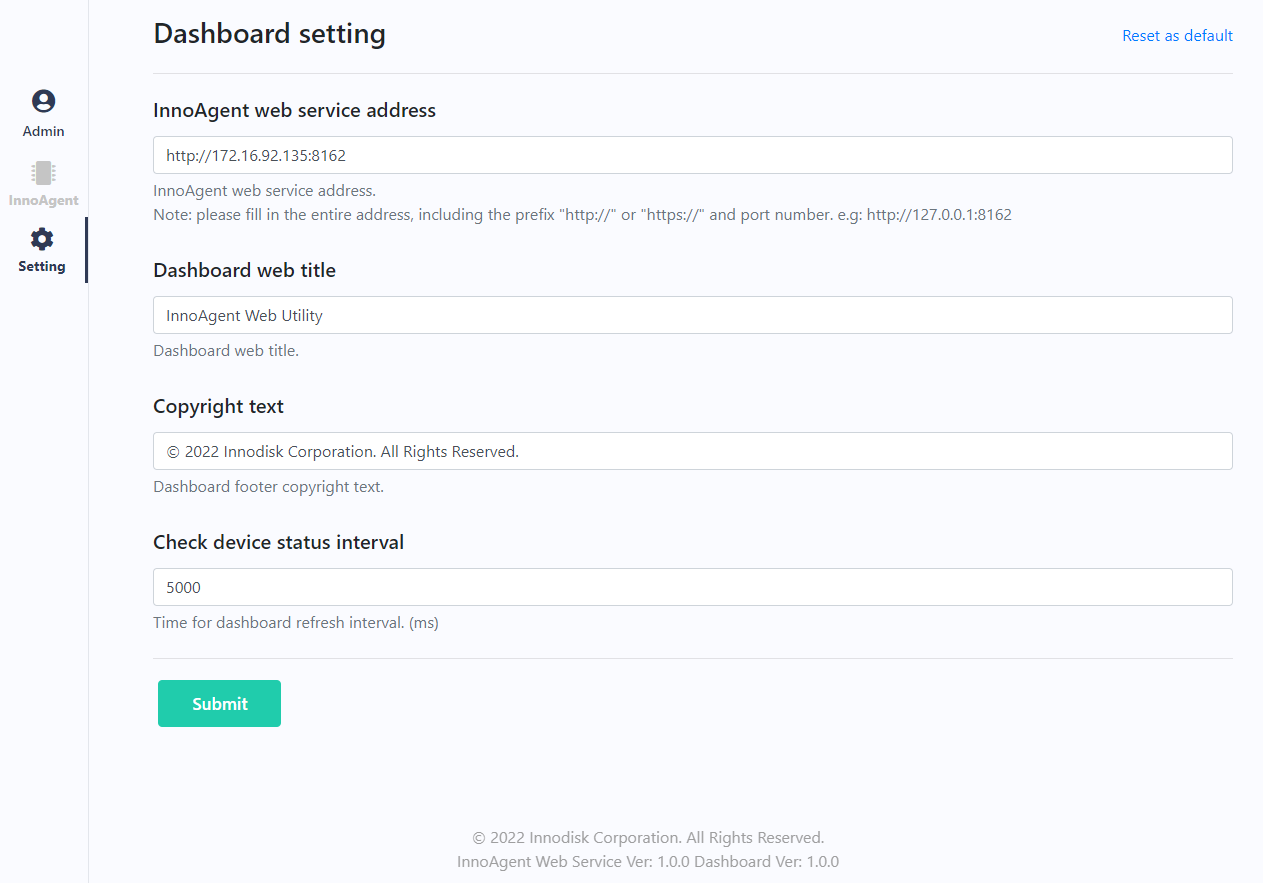 Dashboard setting
Reset as default
Admin
InnoAgent
Setting
InnoAgent web service address
http://172.16.92.135:8162
InnoAgent web service address.
Note: please fill in the entire address, including the prefix "http://" or "https://" and port number. e.g: http://127.0.0.1:8162
Dashboard web title
InnoAgent Web Utility
Dashboard web title.
Copyright text
© 2022 Innodisk Corporation. All Rights Reserved.
Dashboard footer copyright text.
Check device status interval
5000
Time for dashboard refresh interval. (ms)
Submit
© 2022 Innodisk Corporation. All Rights Reserved.
InnoAgent Web Service Ver: 1.0.0 Dashboard Ver: 1.0.0